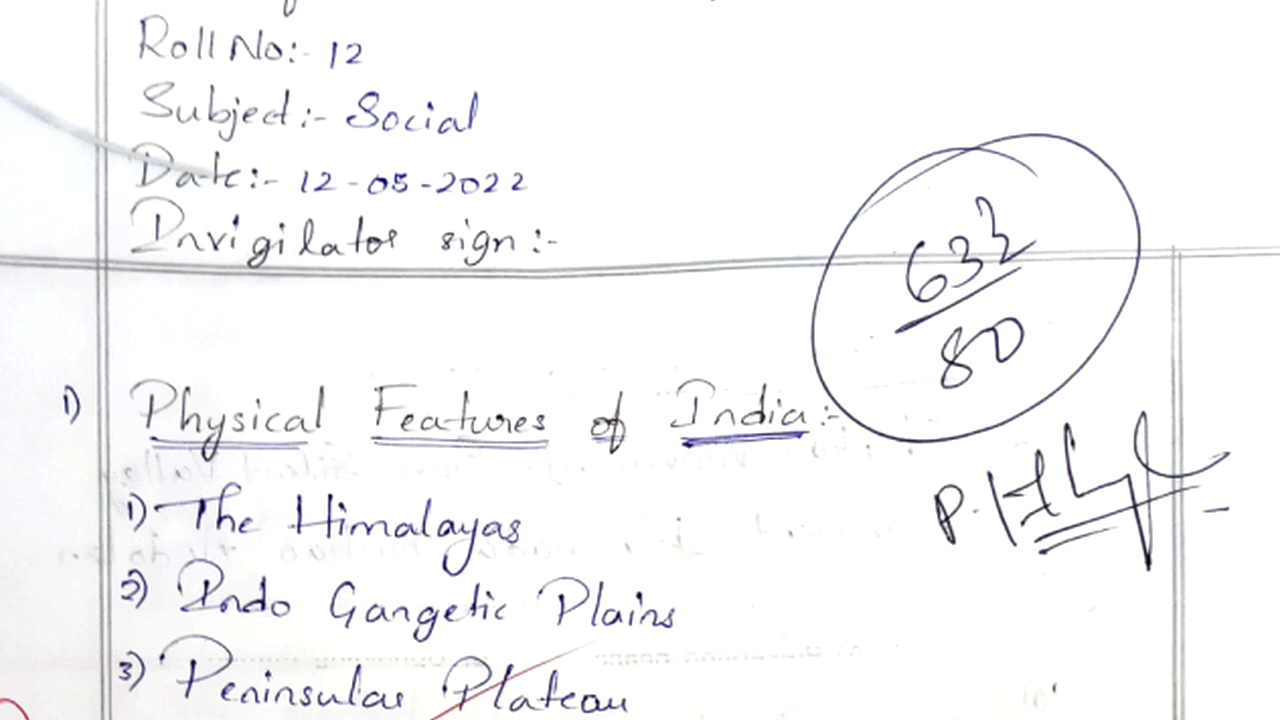 Roll No:- 12
Subject:- Social
Date:- 12-05-2022
Invigilator sign:-
63½
80
1) Physical Features of India:-
1) The Himalayas
2) Indo Gangetic Plains
3) Peninsular Plateau